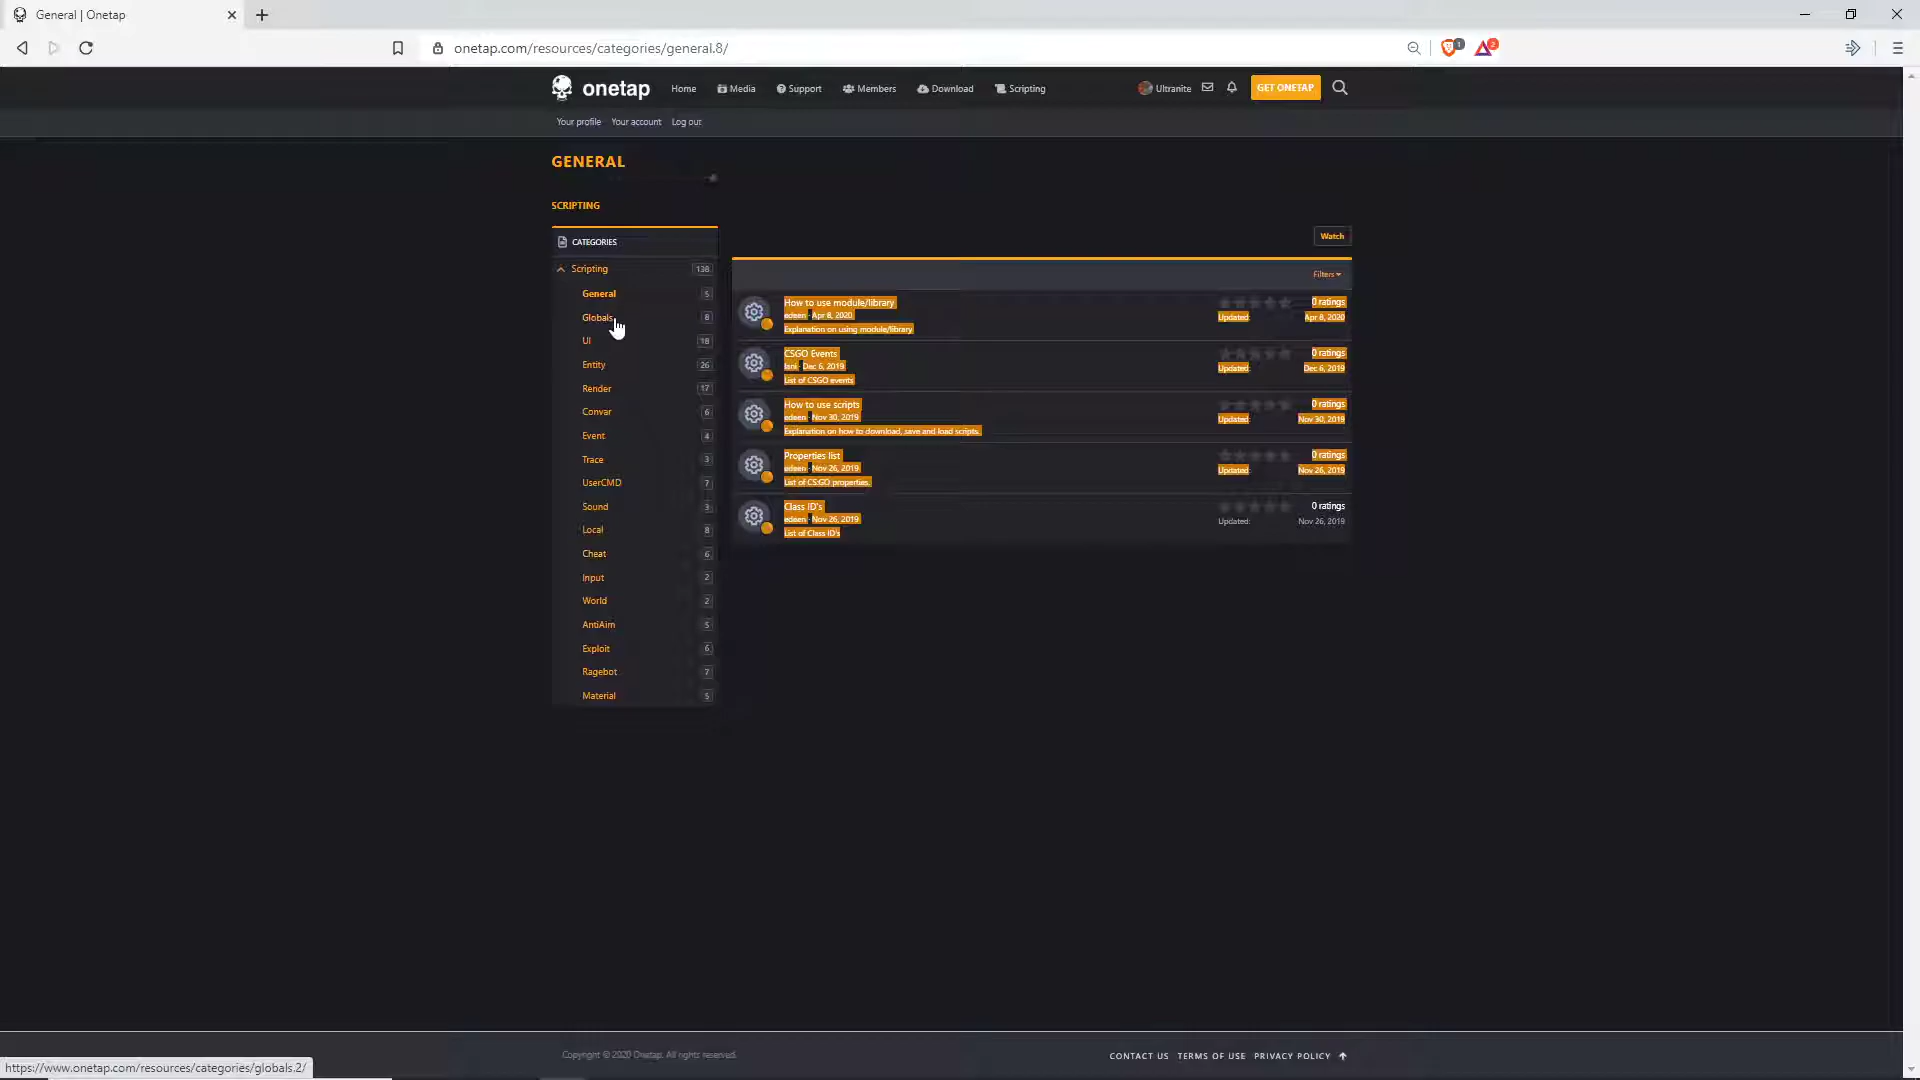 General | Onetap
onetap.com/resources/categories/general.8/
1
2
onetap
Home
Media
Support
Members
Download
Scripting
Ultranite
GET ONETAP
Your profile
Your account
Log out
GENERAL
SCRIPTING
CATEGORIES
Scripting 138
General 5
Globals 8
UI 18
Entity 26
Render 17
Convar 6
Event 4
Trace 3
UserCMD 7
Sound 3
Local 8
Cheat 6
Input 2
World 2
AntiAim 5
Exploit 6
Ragebot 7
Material 5
Watch
Filters
How to use module/library 0 ratings
edeen · Apr 8, 2020 Updated: Apr 8, 2020
Explanation on using module/library
CSGO Events 0 ratings
lani · Dec 6, 2019 Updated: Dec 6, 2019
List of CSGO events
How to use scripts 0 ratings
edeen · Nov 30, 2019 Updated: Nov 30, 2019
Explanation on how to download, save and load scripts.
Properties list 0 ratings
edeen · Nov 26, 2019 Updated: Nov 26, 2019
List of CS:GO properties.
Class ID's 0 ratings
edeen · Nov 26, 2019 Updated: Nov 26, 2019
List of Class ID's
Copyright © 2020 Onetap. All rights reserved.
CONTACT US TERMS OF USE PRIVACY POLICY
https://www.onetap.com/resources/categories/globals.2/